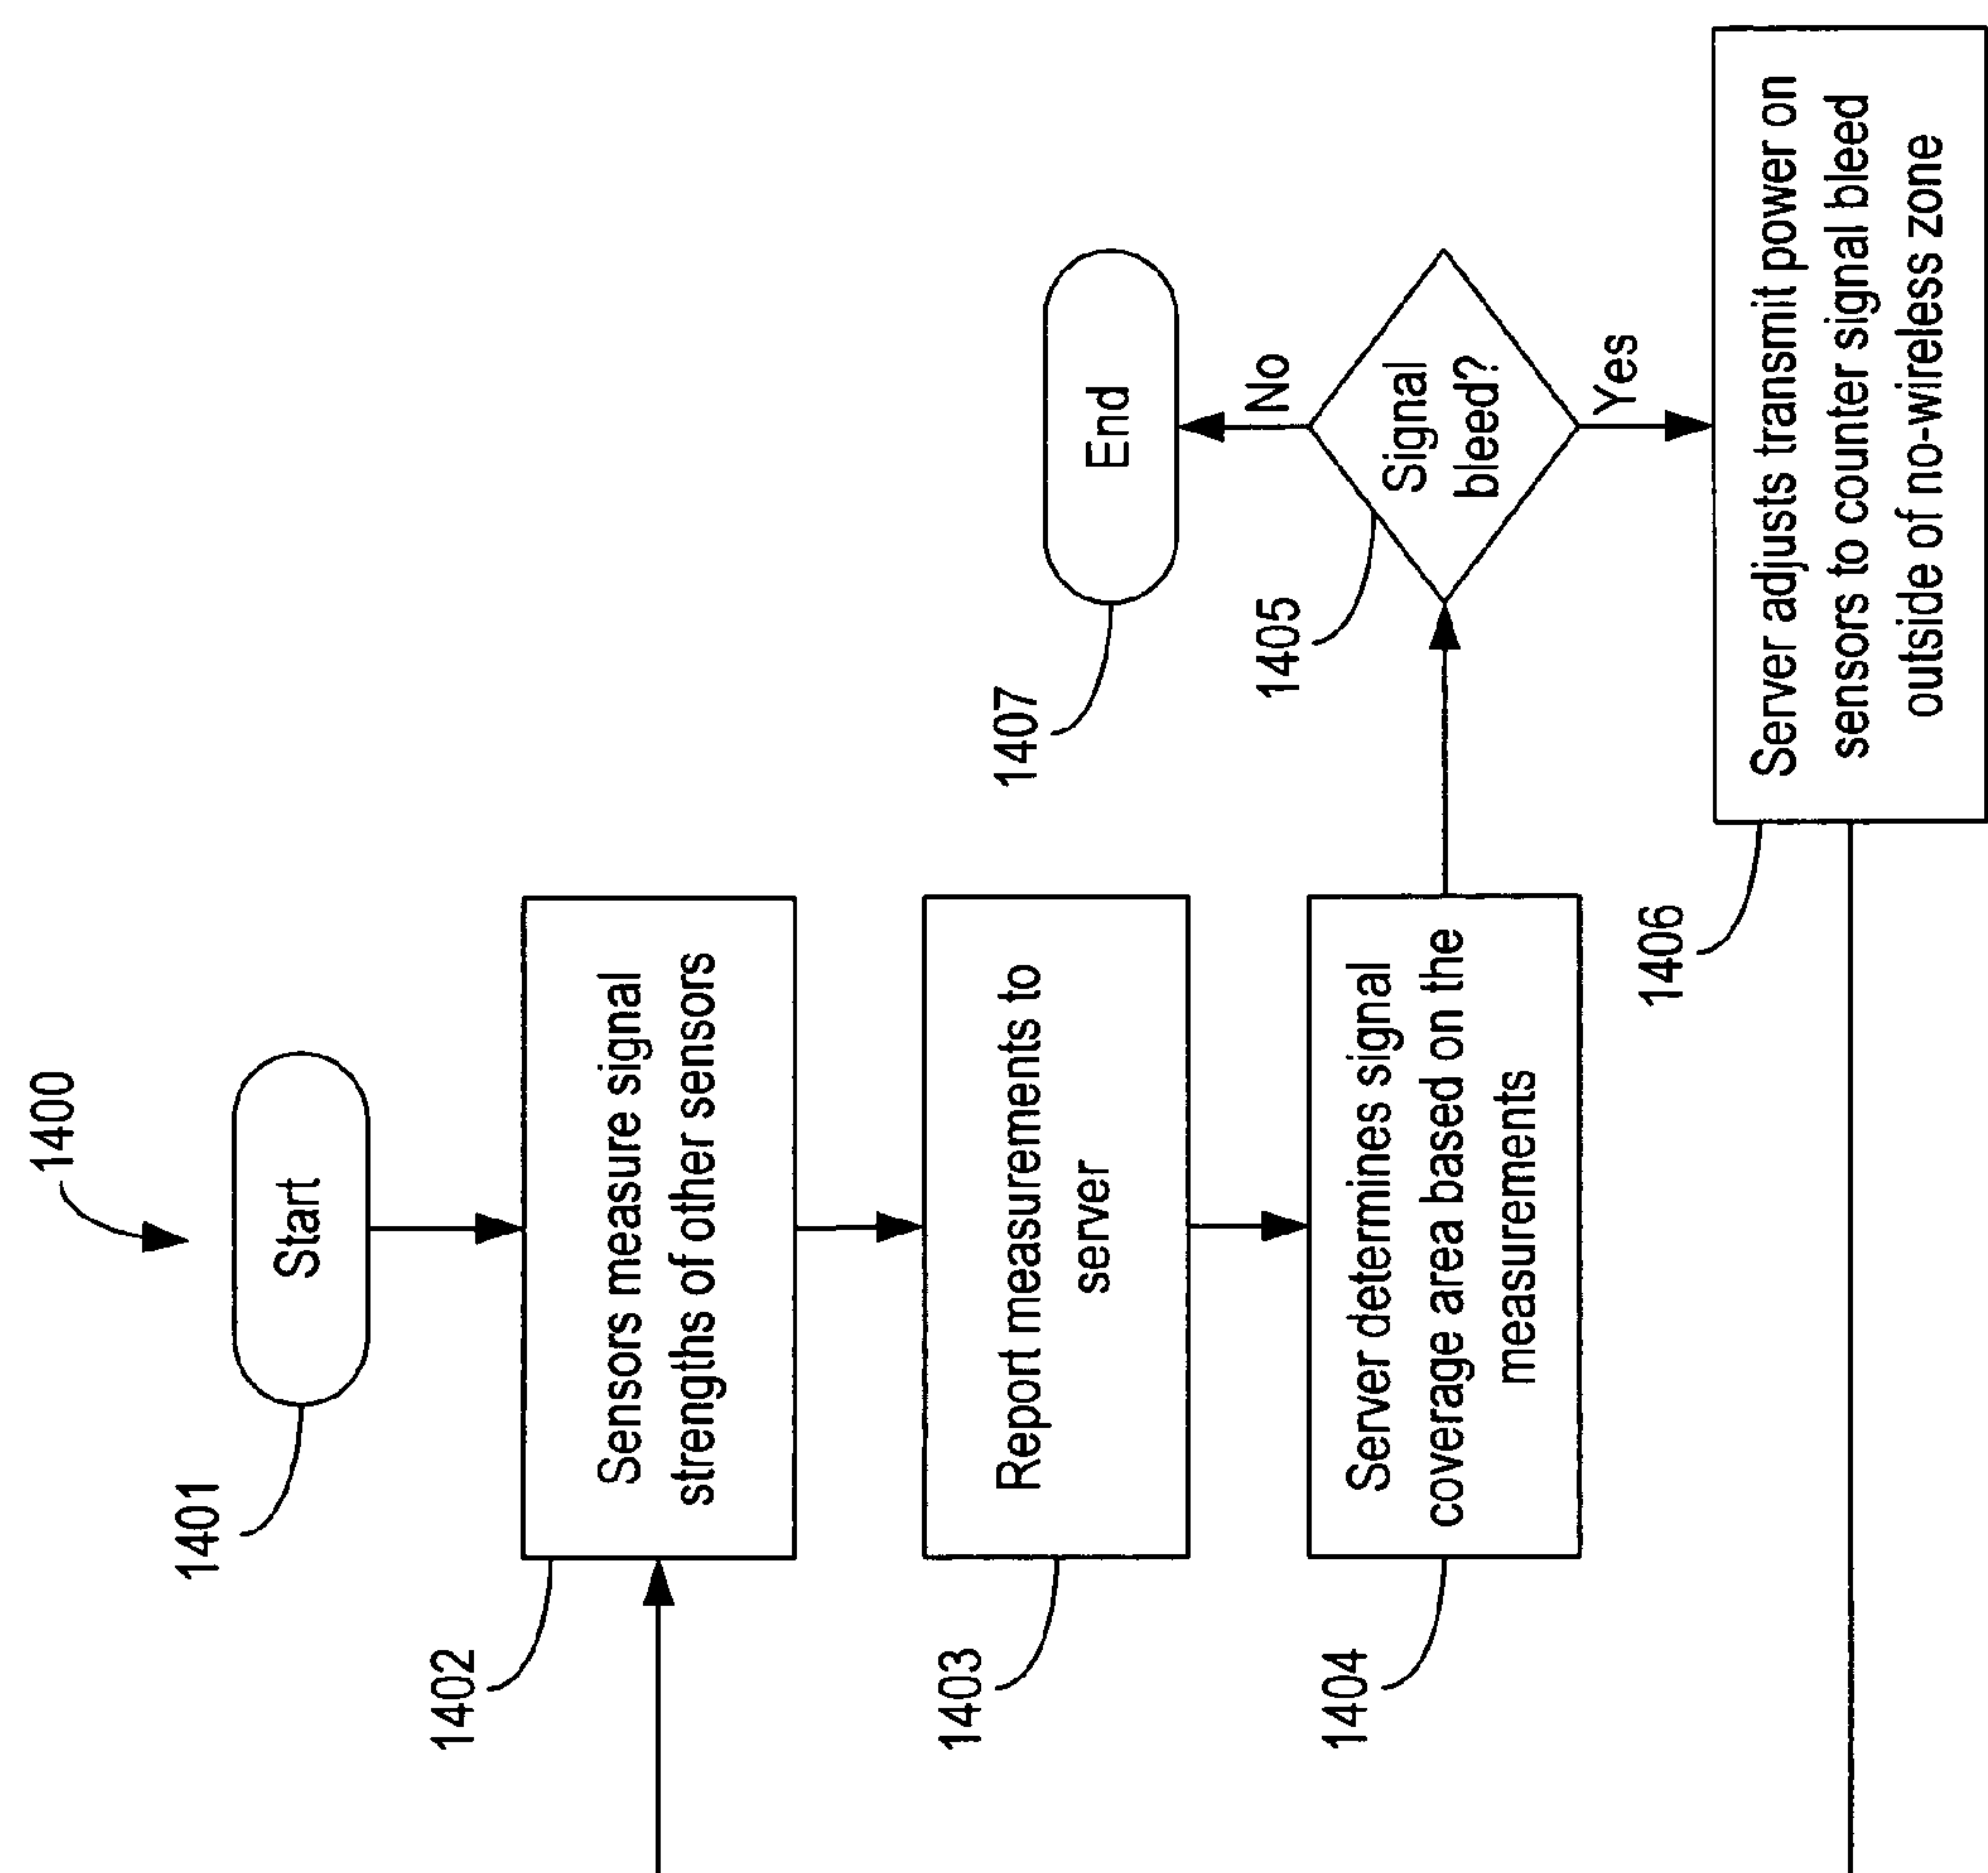 1400
1401
Start
1402
Sensors measure signal
strengths of other sensors
1403
Report measurements to
server
1404
Server determines signal
coverage area based on the
measurements
1405
Signal
bleed?
No
Yes
1407
End
1406
Server adjusts transmit power on
sensors to counter signal bleed
outside of no-wireless zone